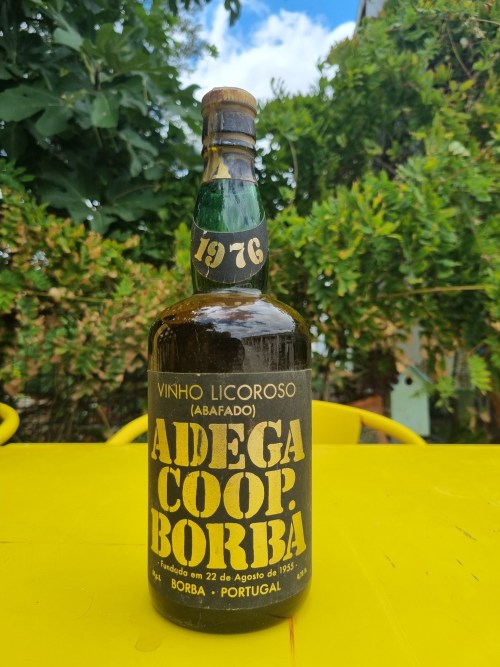 1976
VINHO LICOROSO
(ABAFADO)
ADEGA
COOP.
BORBA
- Fundada em 22 de Agosto de 1955 -
BORBA • PORTUGAL